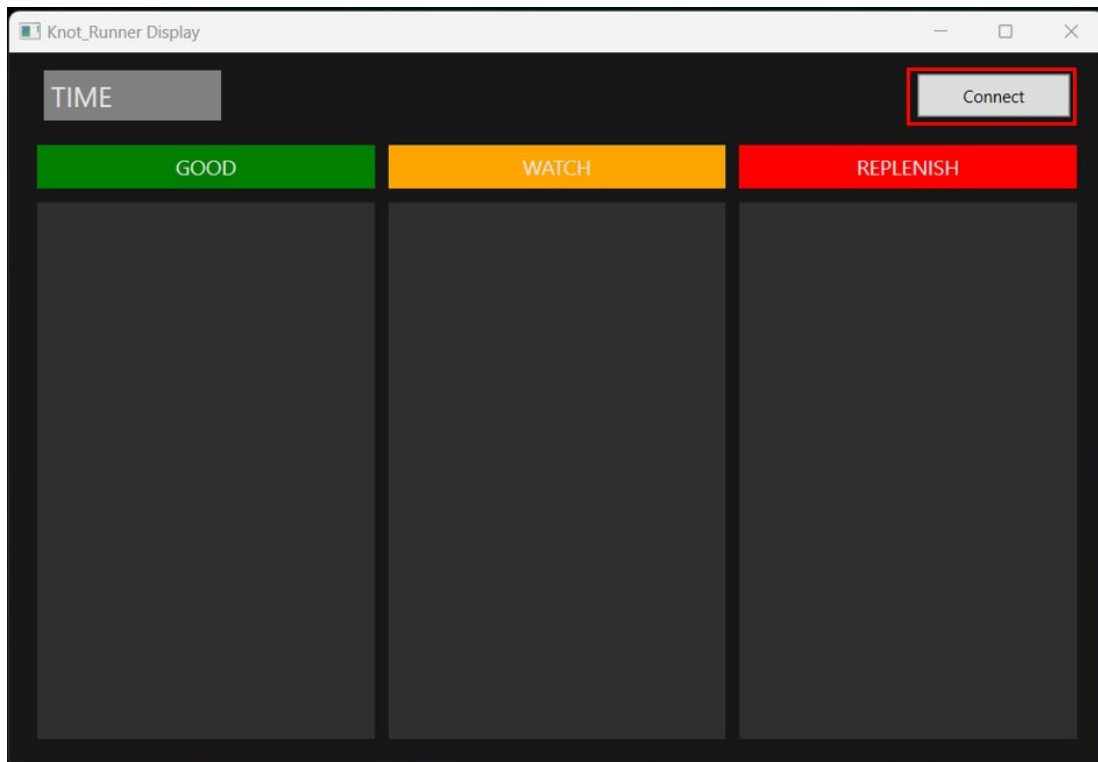 Knot_Runner Display
TIME
Connect
GOOD
WATCH
REPLENISH